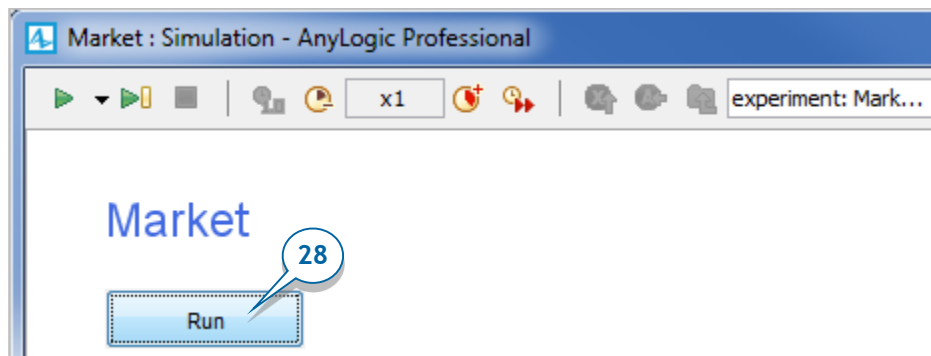 Market : Simulation - AnyLogic Professional
x1
experiment: Mark...
Market
28
Run